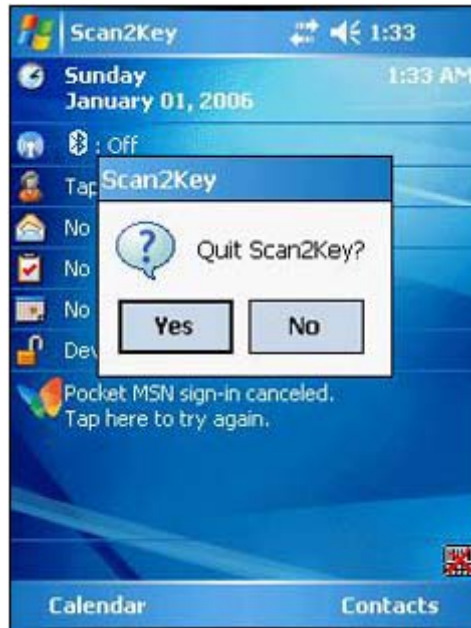 Scan2Key 1:33
Sunday 1:33 AM
January 01, 2006
: Off
Tap
Scan2Key
No
Quit Scan2Key?
No
No
Yes No
Pocket MSN sign-in canceled.
Tap here to try again.
Calendar Contacts